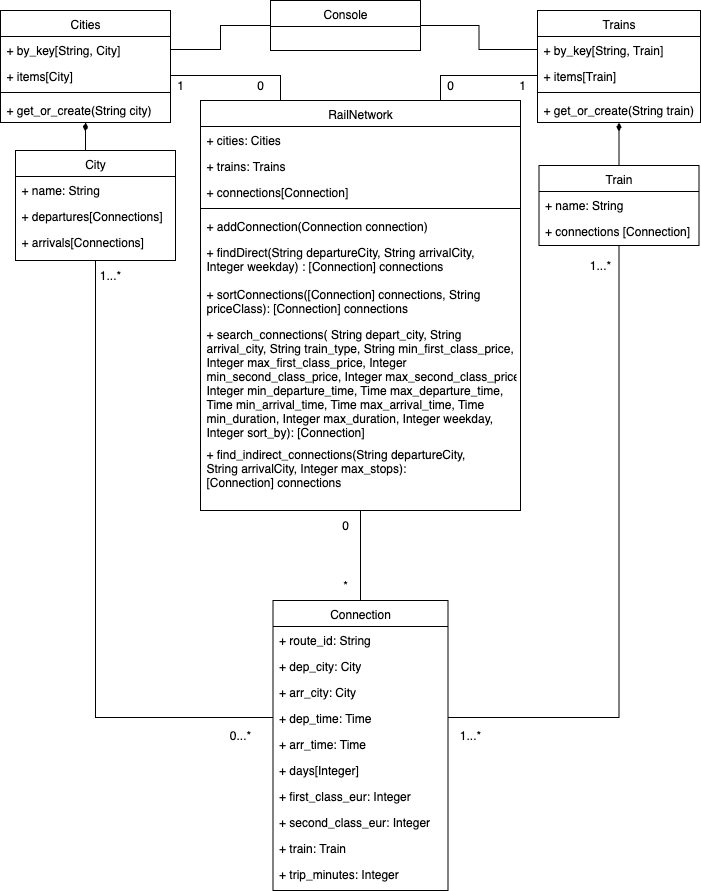 Console
Cities
+ by_key[String, City]
+ items[City]
+ get_or_create(String city)
Trains
+ by_key[String, Train]
+ items[Train]
+ get_or_create(String train)
1
0
0
1
City
+ name: String
+ departures[Connections]
+ arrivals[Connections]
1...*
RailNetwork
+ cities: Cities
+ trains: Trains
+ connections[Connection]
+ addConnection(Connection connection)
+ findDirect(String departureCity, String arrivalCity,
Integer weekday) : [Connection] connections
+ sortConnections([Connection] connections, String
priceClass): [Connection] connections
+ search_connections( String depart_city, String
arrival_city, String train_type, String min_first_class_price,
Integer max_first_class_price, Integer
min_second_class_price, Integer max_second_class_price
Integer min_departure_time, Time max_departure_time,
Time min_arrival_time, Time max_arrival_time, Time
min_duration, Integer max_duration, Integer weekday,
Integer sort_by): [Connection]
+ find_indirect_connections(String departureCity,
String arrivalCity, Integer max_stops):
[Connection] connections
Train
+ name: String
+ connections [Connection]
1...*
0
*
Connection
+ route_id: String
+ dep_city: City
+ arr_city: City
+ dep_time: Time
+ arr_time: Time
+ days[Integer]
+ first_class_eur: Integer
+ second_class_eur: Integer
+ train: Train
+ trip_minutes: Integer
0...*
1...*